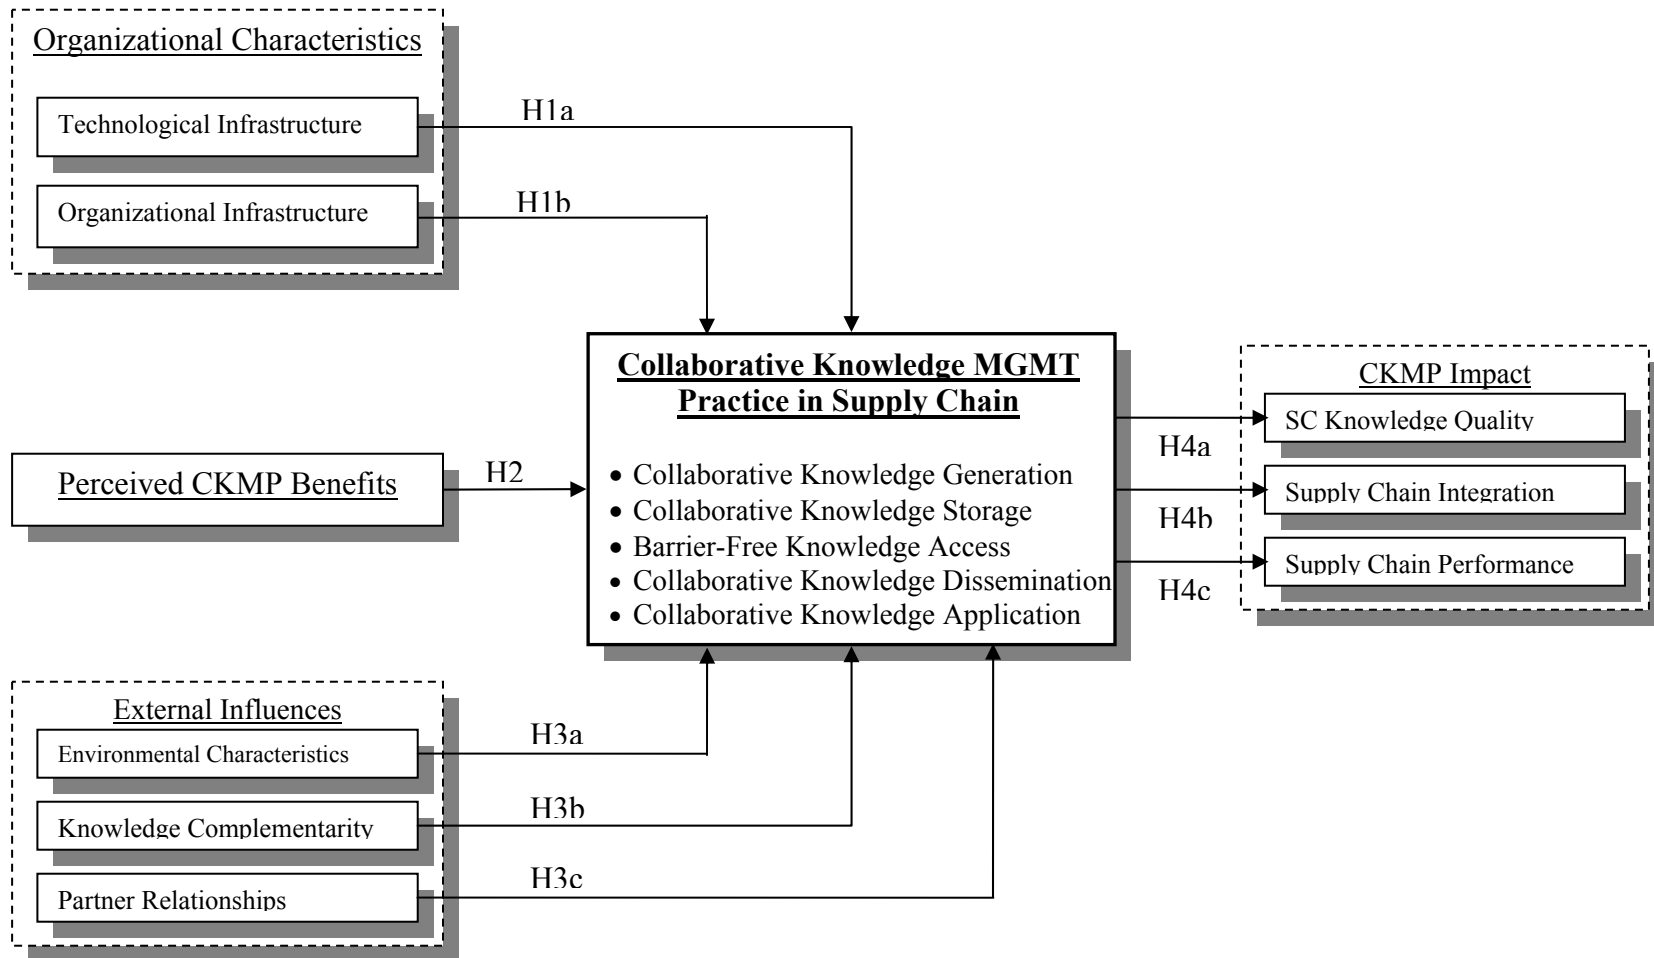 Organizational Characteristics
Technological Infrastructure
H1a
Organizational Infrastructure
H1b
Collaborative Knowledge MGMT
Practice in Supply Chain
• Collaborative Knowledge Generation
• Collaborative Knowledge Storage
• Barrier-Free Knowledge Access
• Collaborative Knowledge Dissemination
• Collaborative Knowledge Application
Perceived CKMP Benefits
H2
CKMP Impact
SC Knowledge Quality
H4a
Supply Chain Integration
H4b
Supply Chain Performance
H4c
External Influences
Environmental Characteristics
H3a
Knowledge Complementarity
H3b
Partner Relationships
H3c